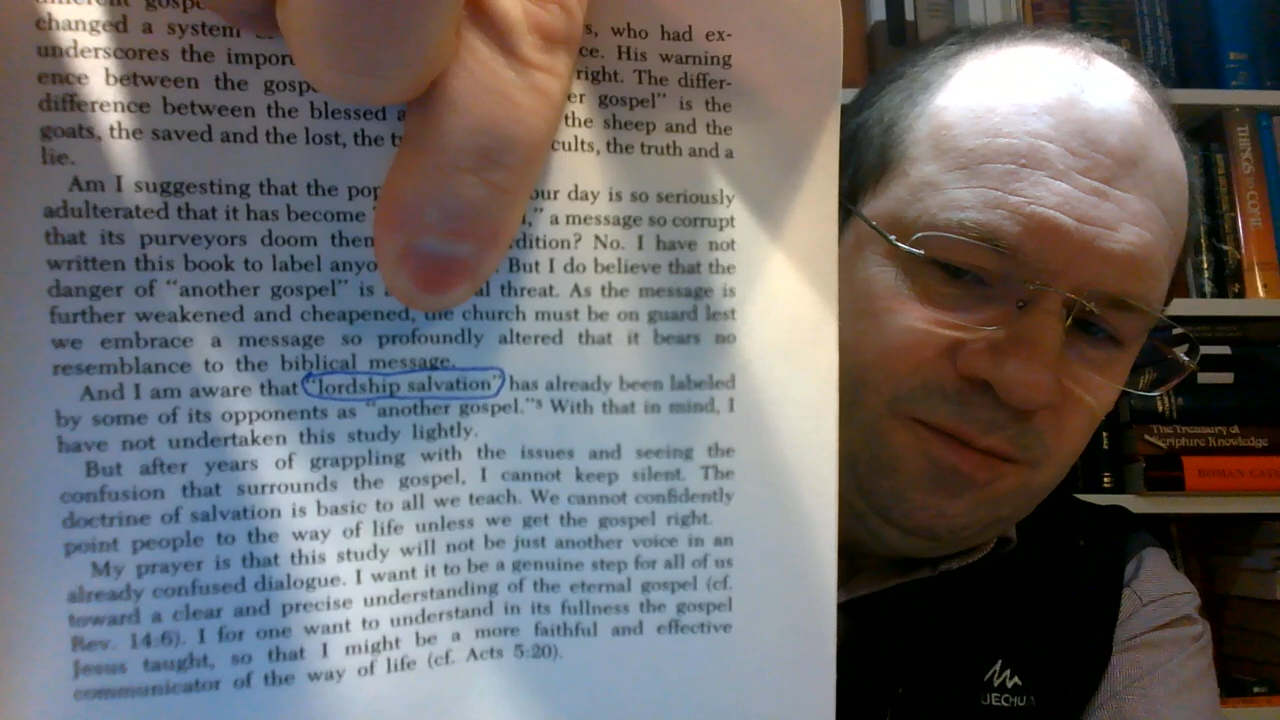 changed a system s, who had ex-
underscores the ce. His warning
ence between the right. The differ-
difference between the blessed er gospel" is the
goats, the saved and the lost, the the sheep and the
lie. cults, the truth and a
Am I suggesting that the our day is so seriously
adulterated that it has become " a message so corrupt
that its purveyors doom No. I have not
written this book to label But I do believe that the
danger of "another gospel" is threat. As the message is
further weakened and cheapened, the church must be on guard lest
we embrace a message so profoundly altered that it bears no
resemblance to the biblical message.
And I am aware that "lordship salvation" has already been labeled
by some of its opponents as "another gospel."⁸ With that in mind, I
have not undertaken this study lightly.
But after years of grappling with the issues and seeing the
confusion that surrounds the gospel, I cannot keep silent. The
doctrine of salvation is basic to all we teach. We cannot confidently
point people to the way of life unless we get the gospel right.
My prayer is that this study will not be just another voice in an
already confused dialogue. I want it to be a genuine step for all of us
toward a clear and precise understanding of the eternal gospel (cf.
Rev. 14:6). I for one want to understand in its fullness the gospel
Jesus taught, so that I might be a more faithful and effective
communicator of the way of life (cf. Acts 5:20).
THINGS TO COME
The Treasury of
Scripture Knowledge
ROMAN
UECHU